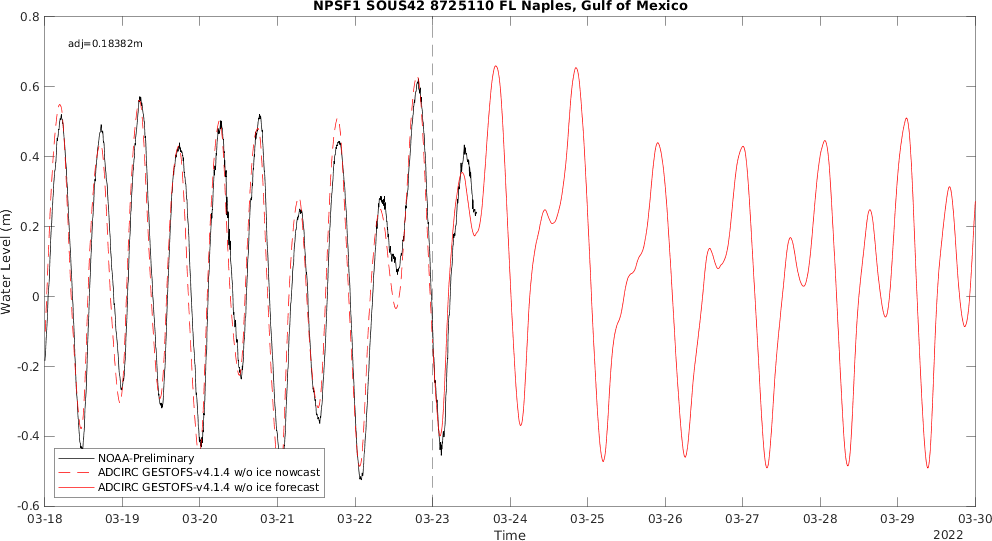 NPSF1 SOUS42 8725110 FL Naples, Gulf of Mexico
adj=0.18382m
0.8
0.6
0.4
0.2
0
-0.2
-0.4
-0.6
Water Level (m)
NOAA-Preliminary
ADCIRC GESTOFS-v4.1.4 w/o ice nowcast
ADCIRC GESTOFS-v4.1.4 w/o ice forecast
03-18 03-19 03-20 03-21 03-22 03-23 03-24 03-25 03-26 03-27 03-28 03-29 03-30
Time
2022